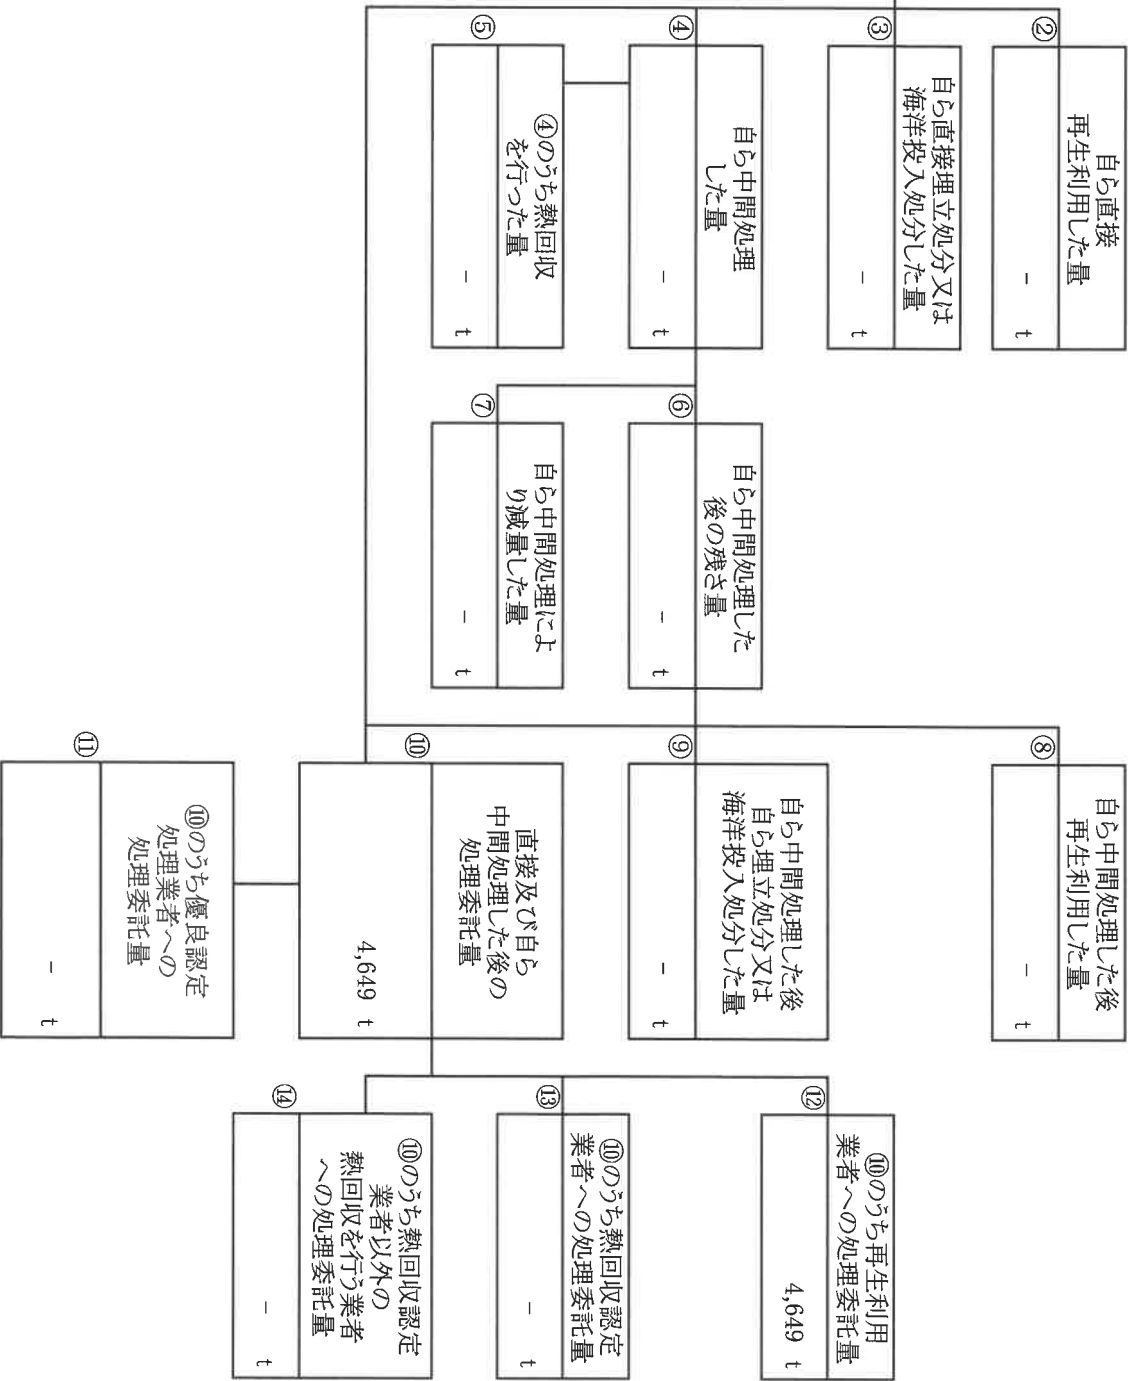 ②
自ら直接
再生利用した量
- t
③
自ら直接埋立処分又は
海洋投入処分した量
- t
④
自ら中間処理
した量
- t
⑤
④のうち熱回収
を行った量
- t
⑥
自ら中間処理した
後の残さ量
- t
⑦
自ら中間処理によ
り減量した量
- t
⑧
自ら中間処理した後
再生利用した量
- t
⑨
自ら中間処理した後
自ら埋立処分又は
海洋投入処分した量
- t
⑩
直接及び自ら
中間処理した後の
処理委託量
4,649 t
⑪
⑩のうち優良認定
処理業者への
処理委託量
- t
⑫
⑩のうち再生利用
業者への処理委託量
4,649 t
⑬
⑩のうち熱回収認定
業者への処理委託量
- t
⑭
⑩のうち熱回収認定
業者以外の
熱回収を行う業者
への処理委託量
- t